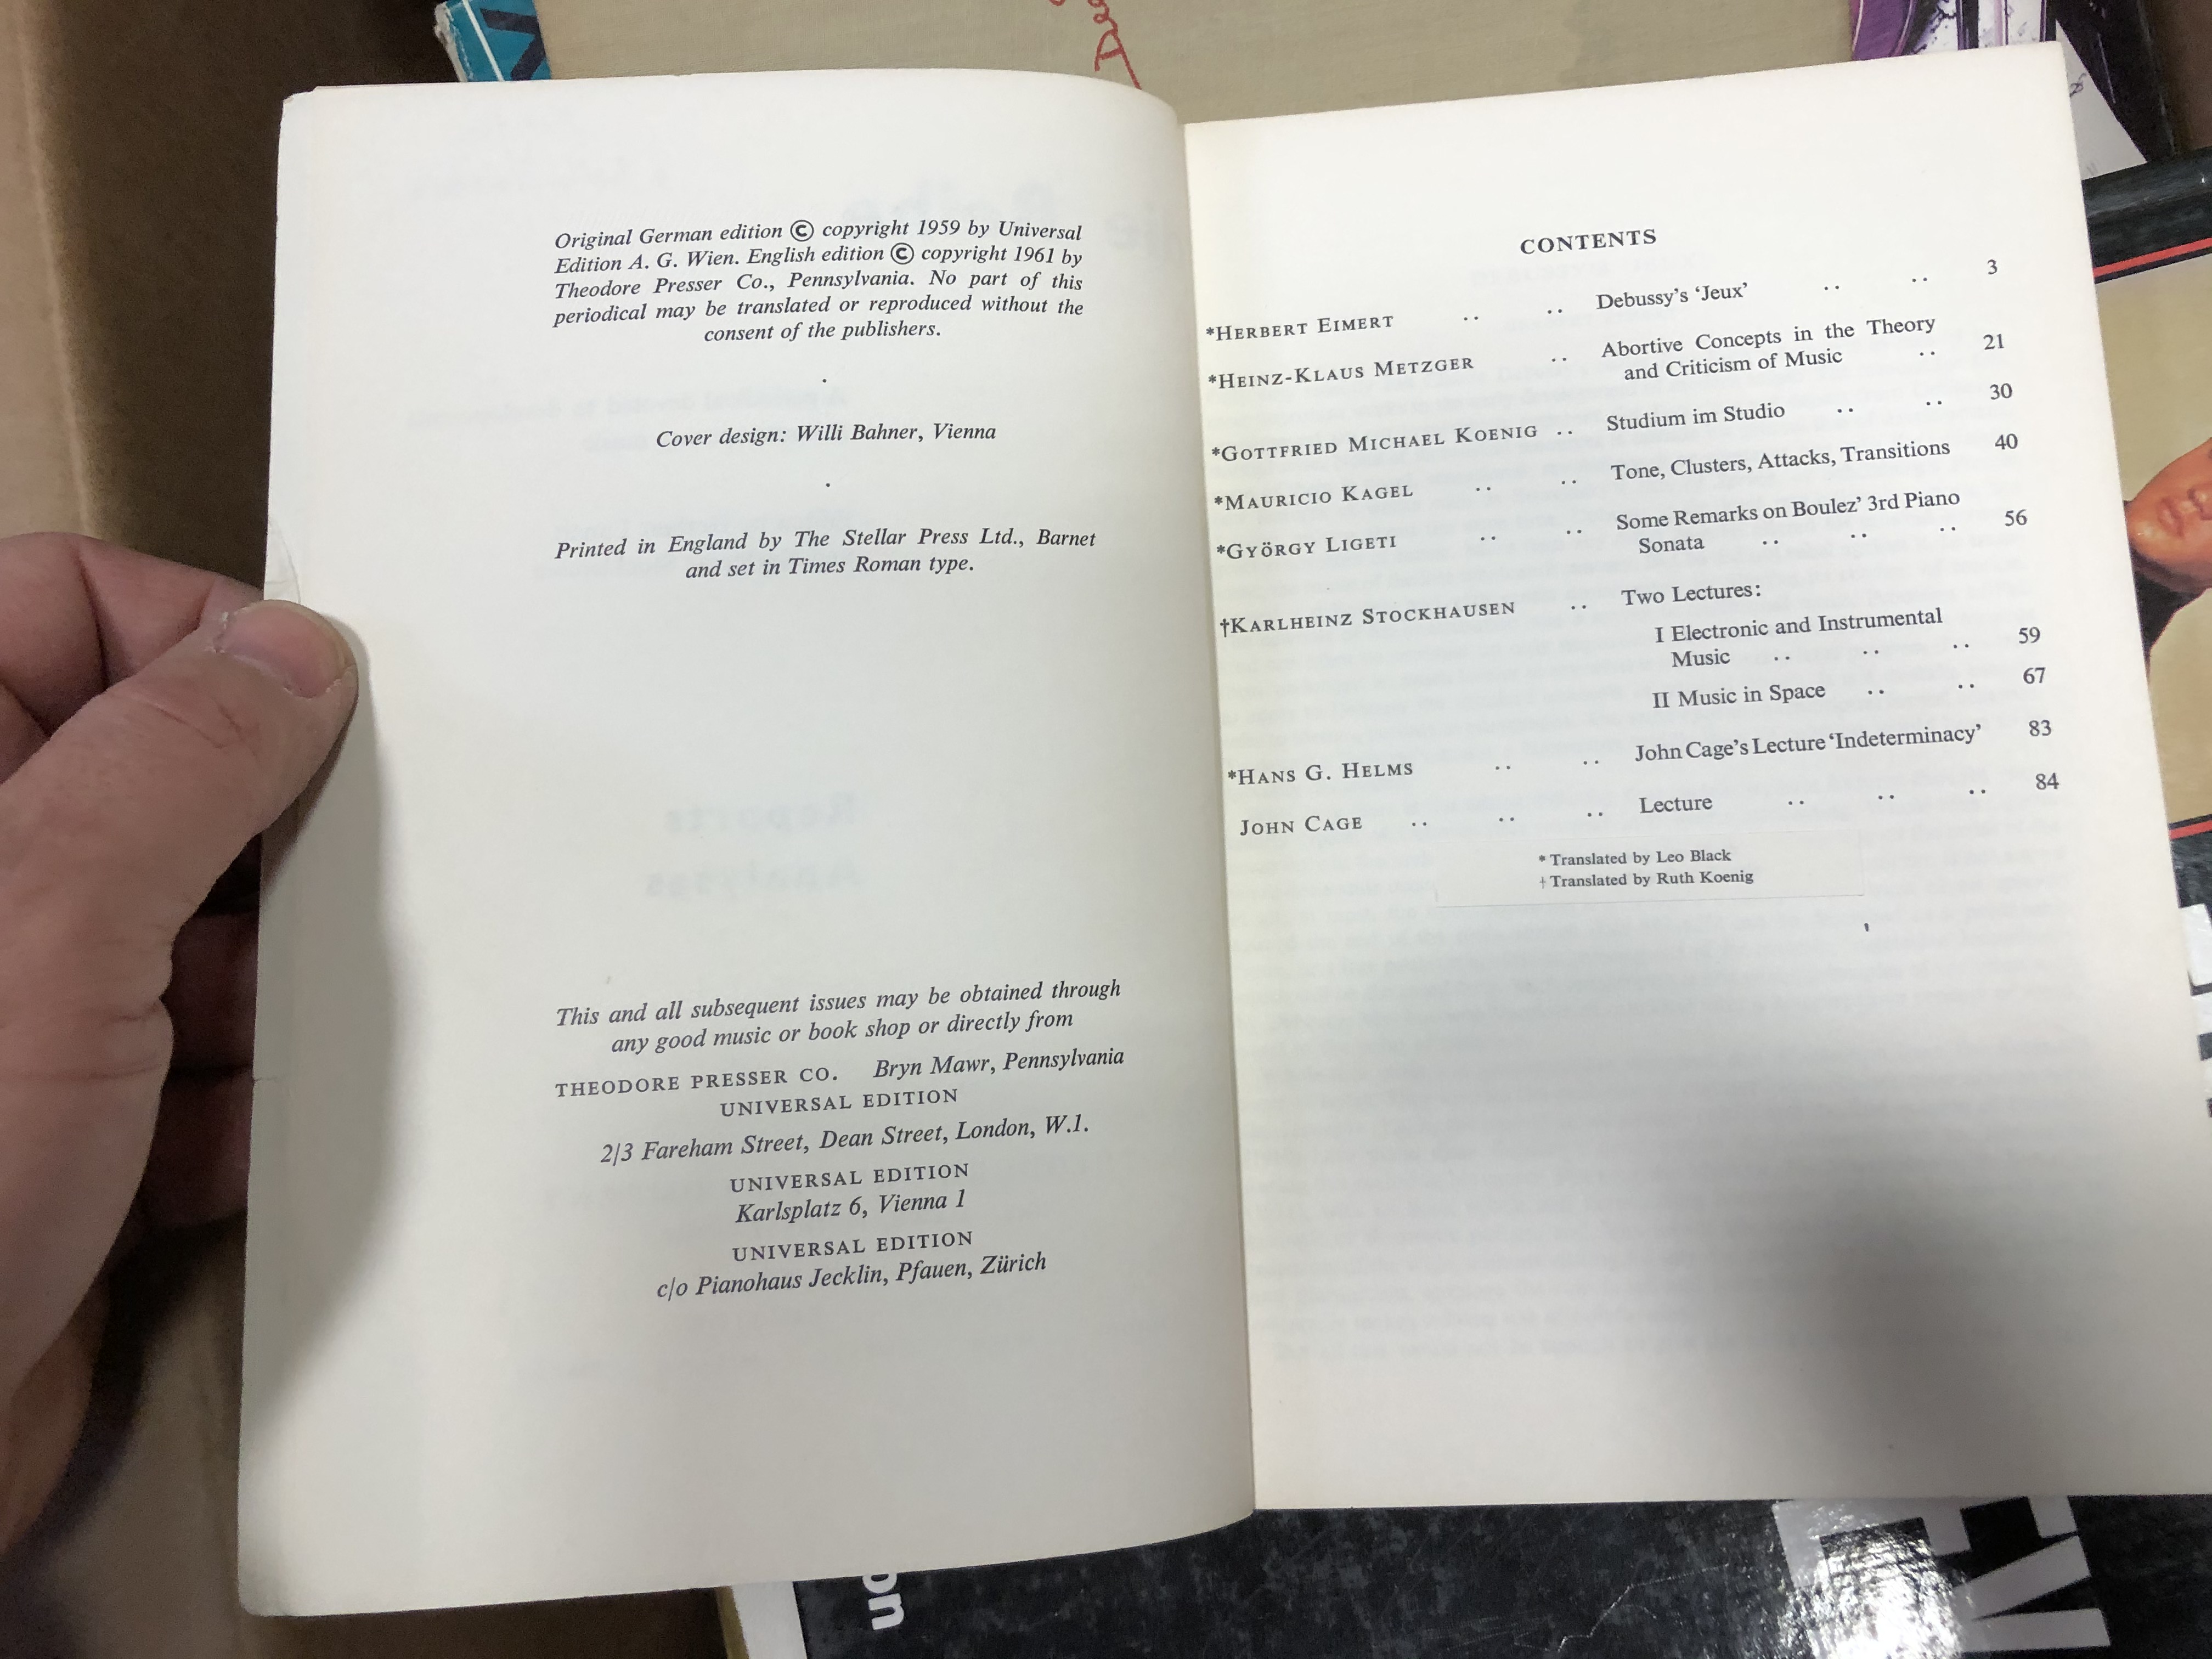 Original German edition © copyright 1959 by Universal
Edition A. G. Wien. English edition © copyright 1961 by
Theodore Presser Co., Pennsylvania. No part of this
periodical may be translated or reproduced without the
consent of the publishers.
Cover design: Willi Bahner, Vienna
Printed in England by The Stellar Press Ltd., Barnet
and set in Times Roman type.
This and all subsequent issues may be obtained through
any good music or book shop or directly from
THEODORE PRESSER CO. Bryn Mawr, Pennsylvania
UNIVERSAL EDITION
2/3 Fareham Street, Dean Street, London, W.1.
UNIVERSAL EDITION
Karlsplatz 6, Vienna 1
UNIVERSAL EDITION
c/o Pianohaus Jecklin, Pfauen, Zürich
CONTENTS
*HERBERT EIMERT .. .. Debussy's 'Jeux' .. .. 3
*HEINZ-KLAUS METZGER .. Abortive Concepts in the Theory
and Criticism of Music .. 21
*GOTTFRIED MICHAEL KOENIG .. Studium im Studio .. .. 30
*MAURICIO KAGEL .. .. Tone, Clusters, Attacks, Transitions 40
*GYÖRGY LIGETI .. .. Some Remarks on Boulez' 3rd Piano
Sonata .. .. .. 56
†KARLHEINZ STOCKHAUSEN .. Two Lectures:
I Electronic and Instrumental
Music .. .. .. 59
II Music in Space .. .. 67
*HANS G. HELMS .. .. John Cage's Lecture 'Indeterminacy' 83
JOHN CAGE .. .. .. Lecture .. .. .. 84
* Translated by Leo Black
† Translated by Ruth Koenig
on